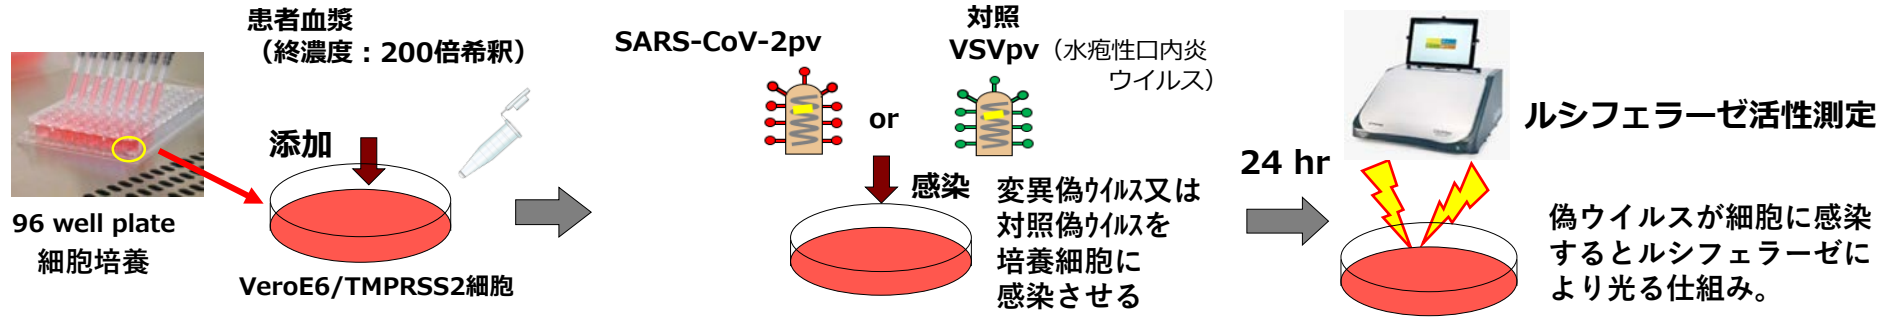 患者血漿
（終濃度：200倍希釈）
添加
96 well plate
細胞培養
VeroE6/TMPRSS2細胞
SARS-CoV-2pv
or
対照
VSVpv（水疱性口内炎
ウイルス）
感染
変異偽ｳｲﾙｽ又は
対照偽ｳｲﾙｽを
培養細胞に
感染させる
24 hr
ルシフェラーゼ活性測定
偽ウイルスが細胞に感染
するとルシフェラーゼに
より光る仕組み。